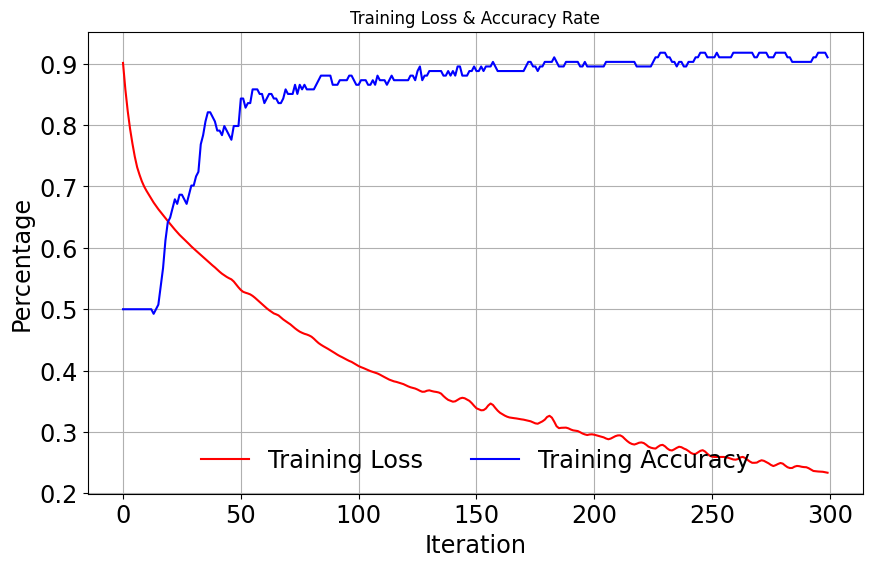 Training Loss & Accuracy Rate
Percentage
0.9
0.8
0.7
0.6
0.5
0.4
0.3
0.2
Training Loss
Training Accuracy
0 50 100 150 200 250 300
Iteration